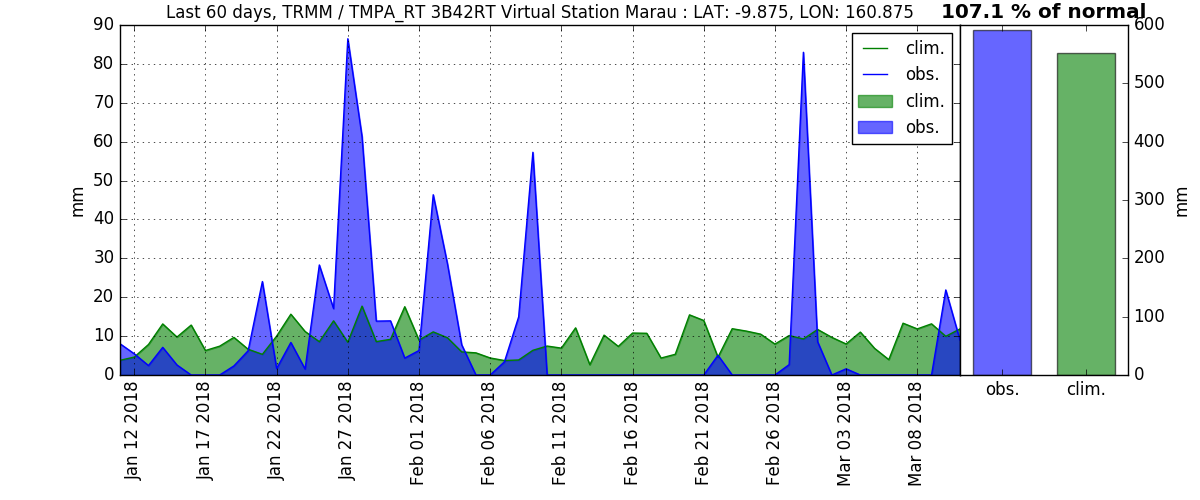 Last 60 days, TRMM / TMPA_RT 3B42RT Virtual Station Marau : LAT: -9.875, LON: 160.875
107.1 % of normal
90
80
70
60
50
40
30
20
10
0
mm
clim.
obs.
clim.
obs.
600
500
400
300
200
100
0
mm
obs.
clim.
Jan 12 2018
Jan 17 2018
Jan 22 2018
Jan 27 2018
Feb 01 2018
Feb 06 2018
Feb 11 2018
Feb 16 2018
Feb 21 2018
Feb 26 2018
Mar 03 2018
Mar 08 2018